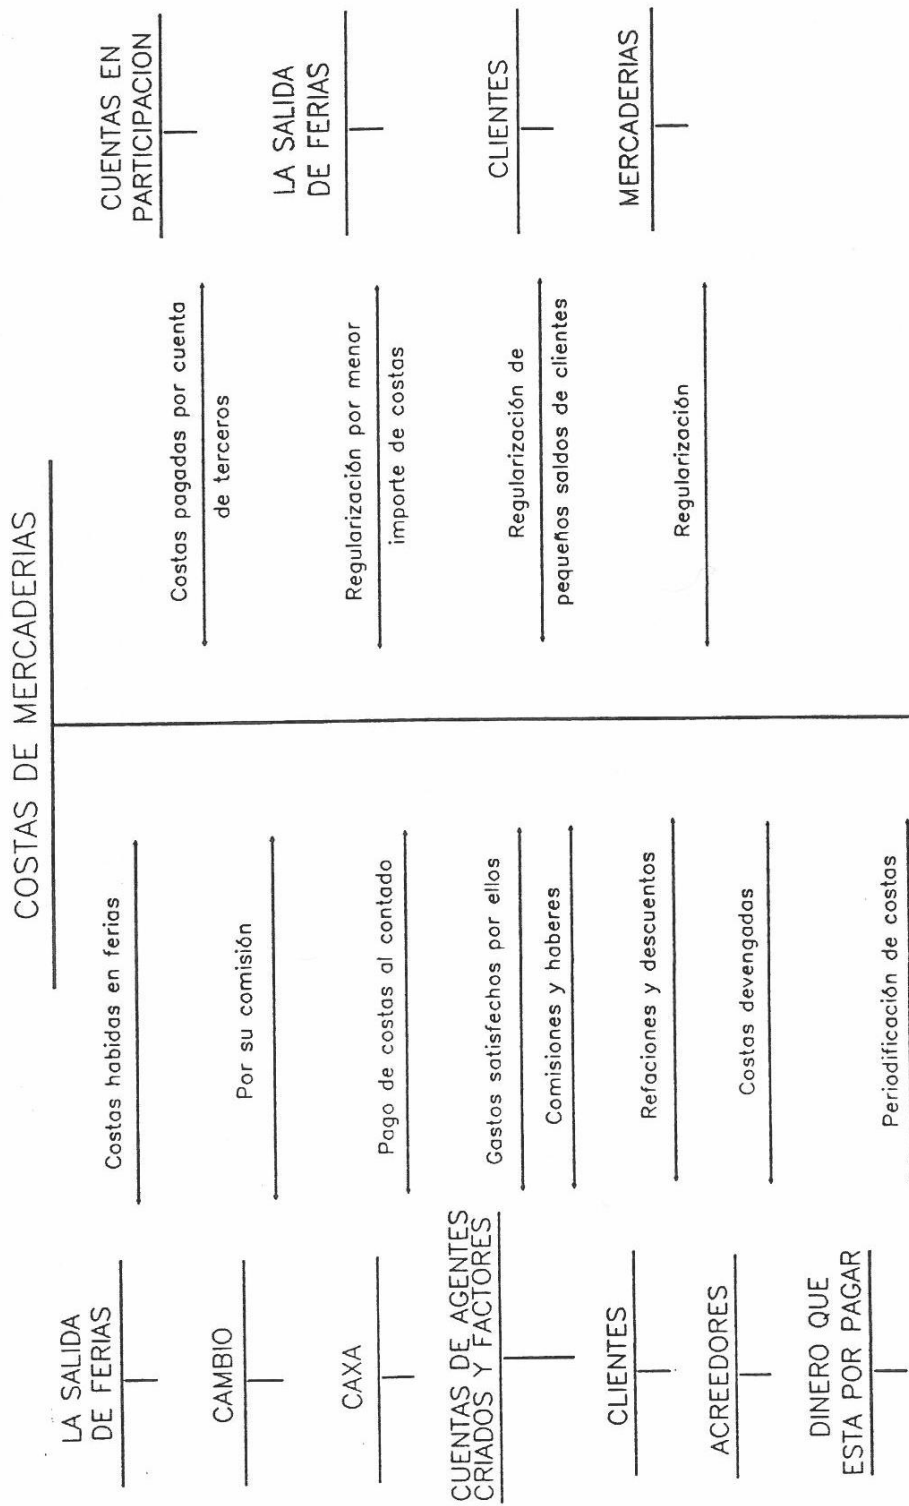 COSTAS DE MERCADERIAS
LA SALIDA
DE FERIAS
Costas habidas en ferias
CAMBIO
Por su comisión
CAXA
Pago de costas al contado
CUENTAS DE AGENTES
CRIADOS Y FACTORES
Gastos satisfechos por ellos
Comisiones y haberes
CLIENTES
Refaciones y descuentos
ACREEDORES
Costas devengadas
DINERO QUE
ESTA POR PAGAR
Periodificación de costas
Costas pagadas por cuenta
de terceros
CUENTAS EN
PARTICIPACION
Regularización por menor
importe de costas
LA SALIDA
DE FERIAS
Regularización de
pequeños saldos de clientes
CLIENTES
Regularización
MERCADERIAS